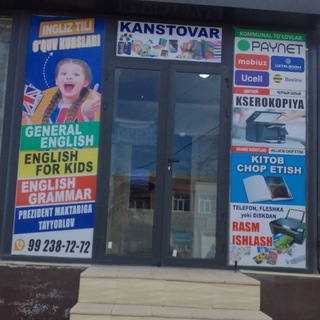 INGLIZ TILI
O'QUV KURSLARI
GENERAL
ENGLISH
ENGLISH
FOR KIDS
ENGLISH
GRAMMAR
PREZIDENT MAKTABIGA
TAYYORLOV
99 238-72-72
KANSTOVAR
KOMMUNAL TO'LOVLAR
PAYNET
mobiuz
UZTELECOM
Ucell
Beeline
KSEROKOPIYA
KITOB
CHOP ETISH
TELEFON, FLESHKA
yoki DISKDAN
RASM
ISHLASH